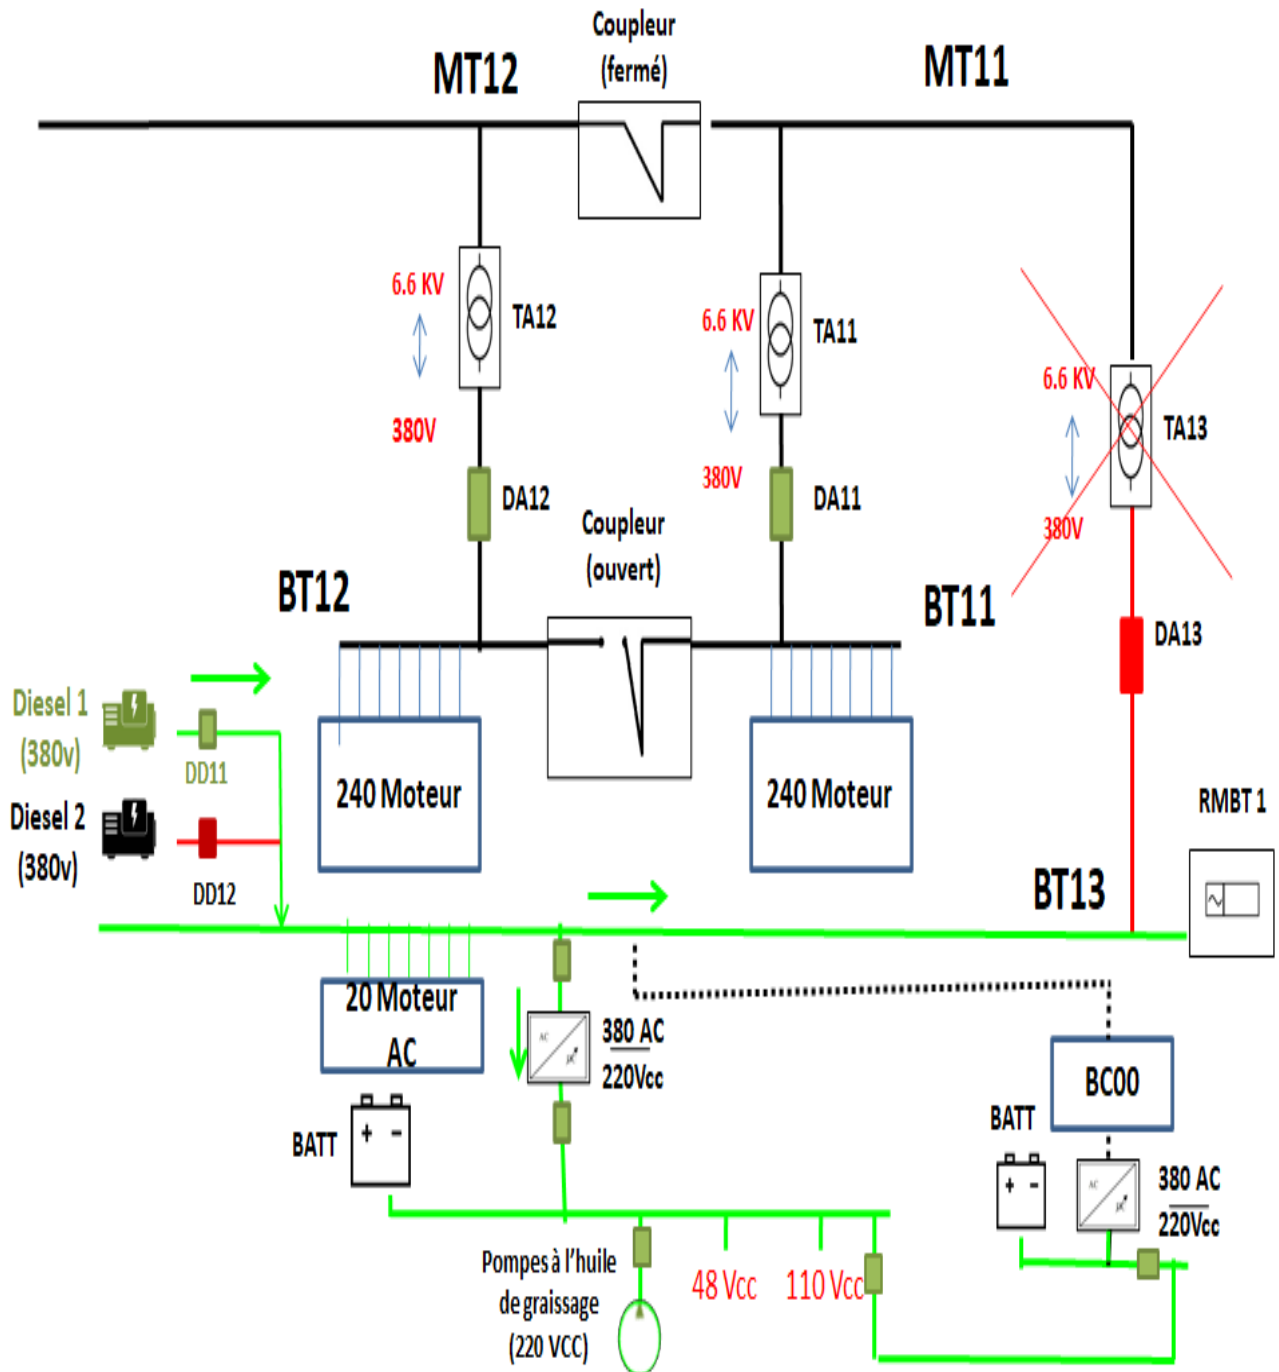 Coupleur
(fermé)
MT12
MT11
6.6 KV
TA12
380V
DA12
6.6 KV
TA11
380V
DA11
6.6 KV
TA13
380V
DA13
Coupleur
(ouvert)
BT12
BT11
Diesel 1
(380v)
DD11
Diesel 2
(380v)
DD12
240 Moteur
240 Moteur
RMBT 1
BT13
20 Moteur
AC
380 AC
220Vcc
BC00
BATT
+ −
BATT
+ −
AC
380 AC
220Vcc
AC
Pompes à l’huile
de graissage
(220 VCC)
48 Vcc
110 Vcc